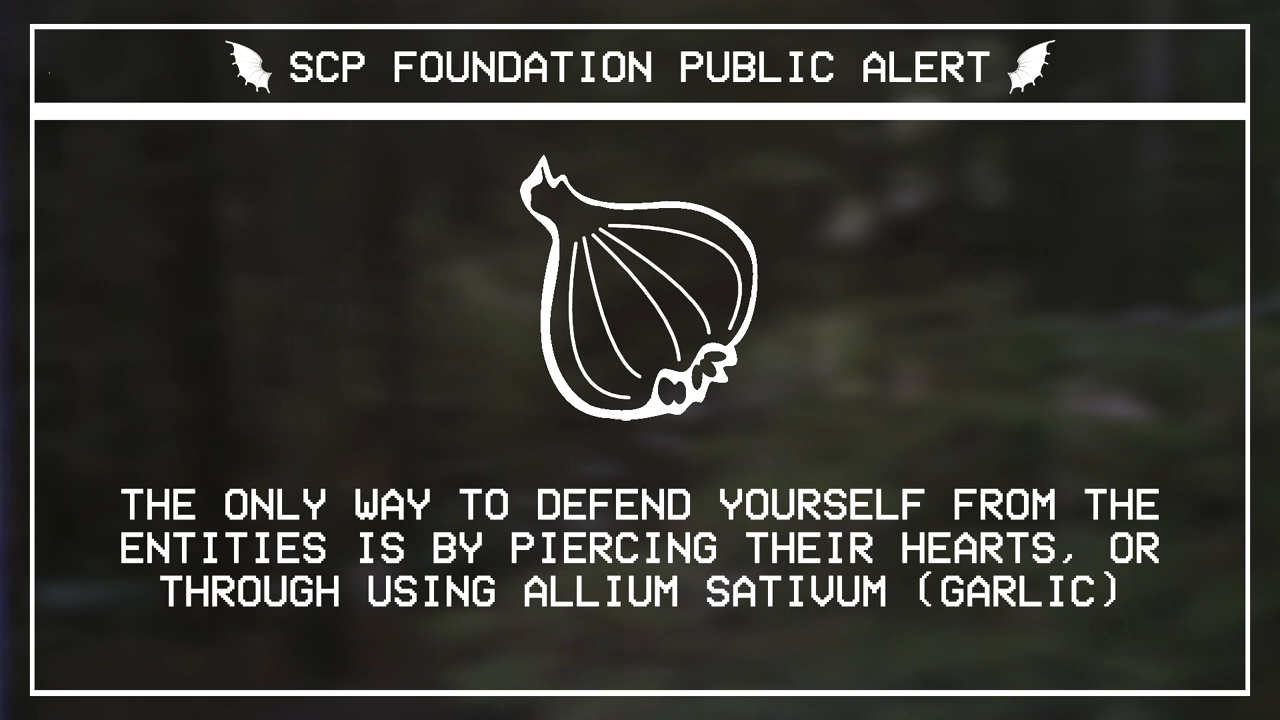 SCP FOUNDATION PUBLIC ALERT
THE ONLY WAY TO DEFEND YOURSELF FROM THE
ENTITIES IS BY PIERCING THEIR HEARTS, OR
THROUGH USING ALLIUM SATIVUM (GARLIC)